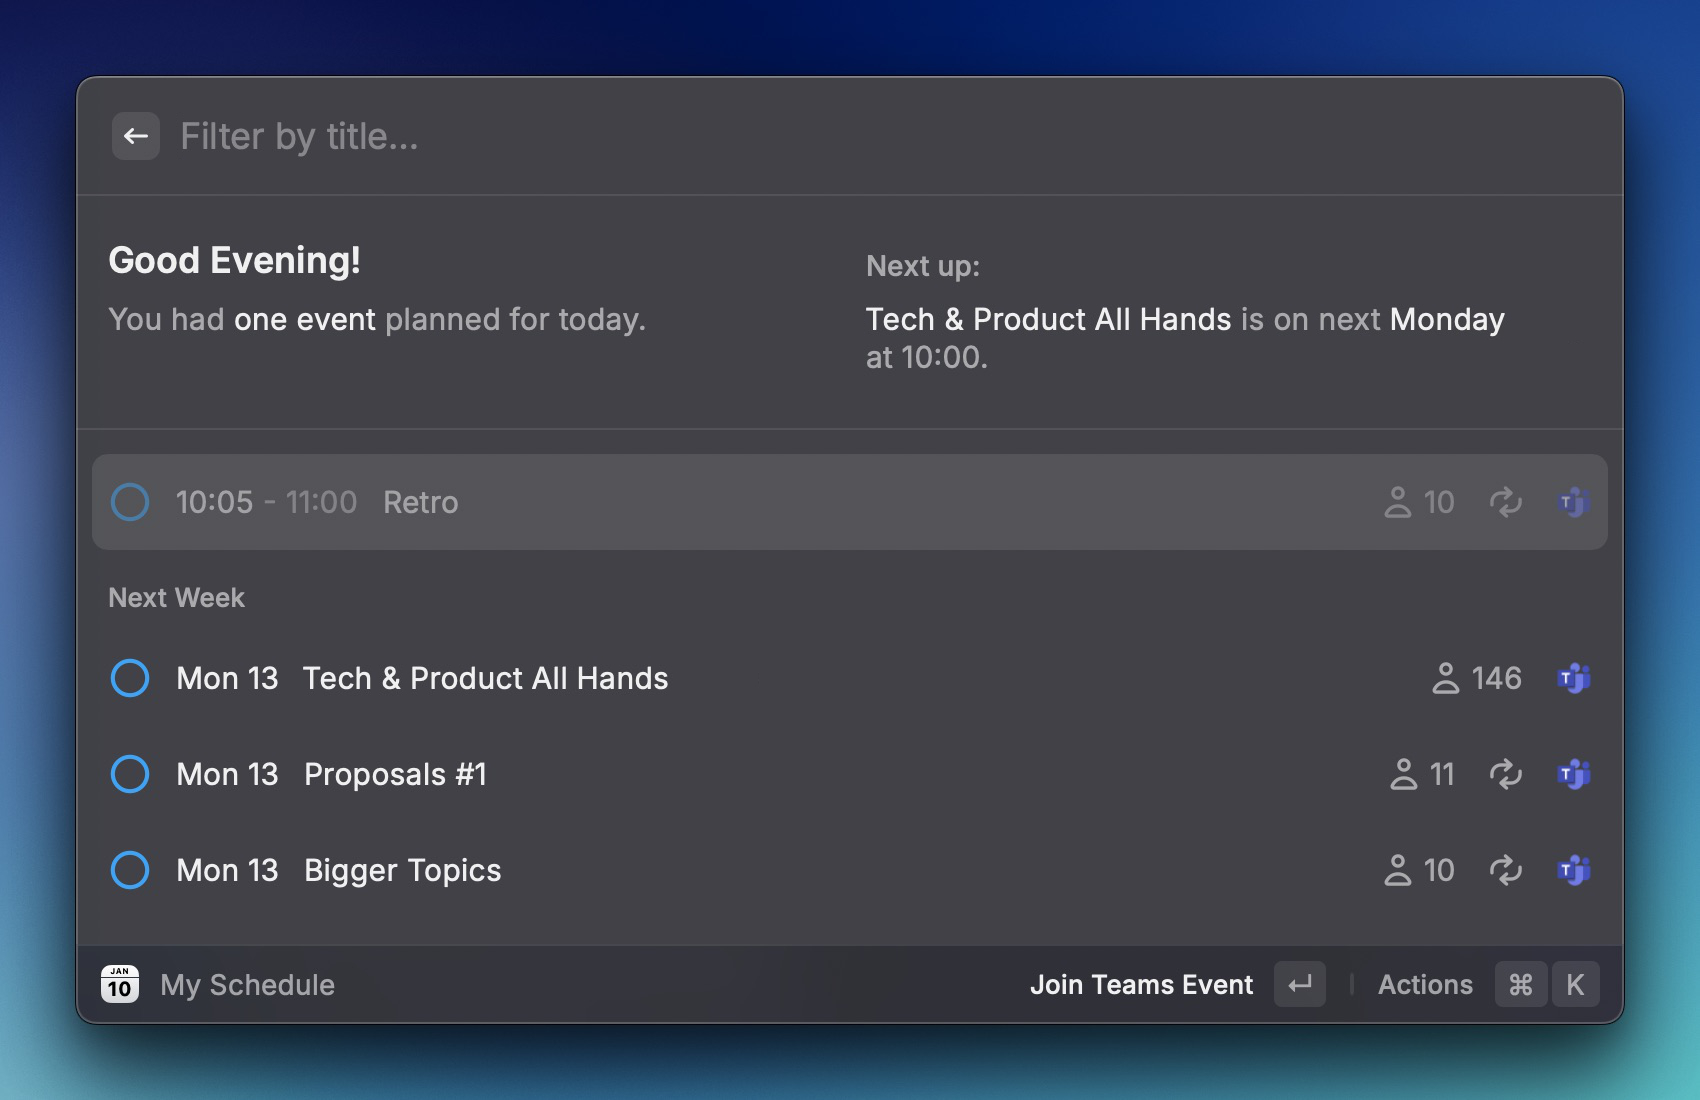 Filter by title...
Good Evening!
You had one event planned for today.
Next up:
Tech & Product All Hands is on next Monday
at 10:00.
10:05 - 11:00 Retro 10 T
Next Week
Mon 13 Tech & Product All Hands 146 T
Mon 13 Proposals #1 11 T
Mon 13 Bigger Topics 10 T
JAN
10
My Schedule
Join Teams Event ↵ | Actions ⌘ K